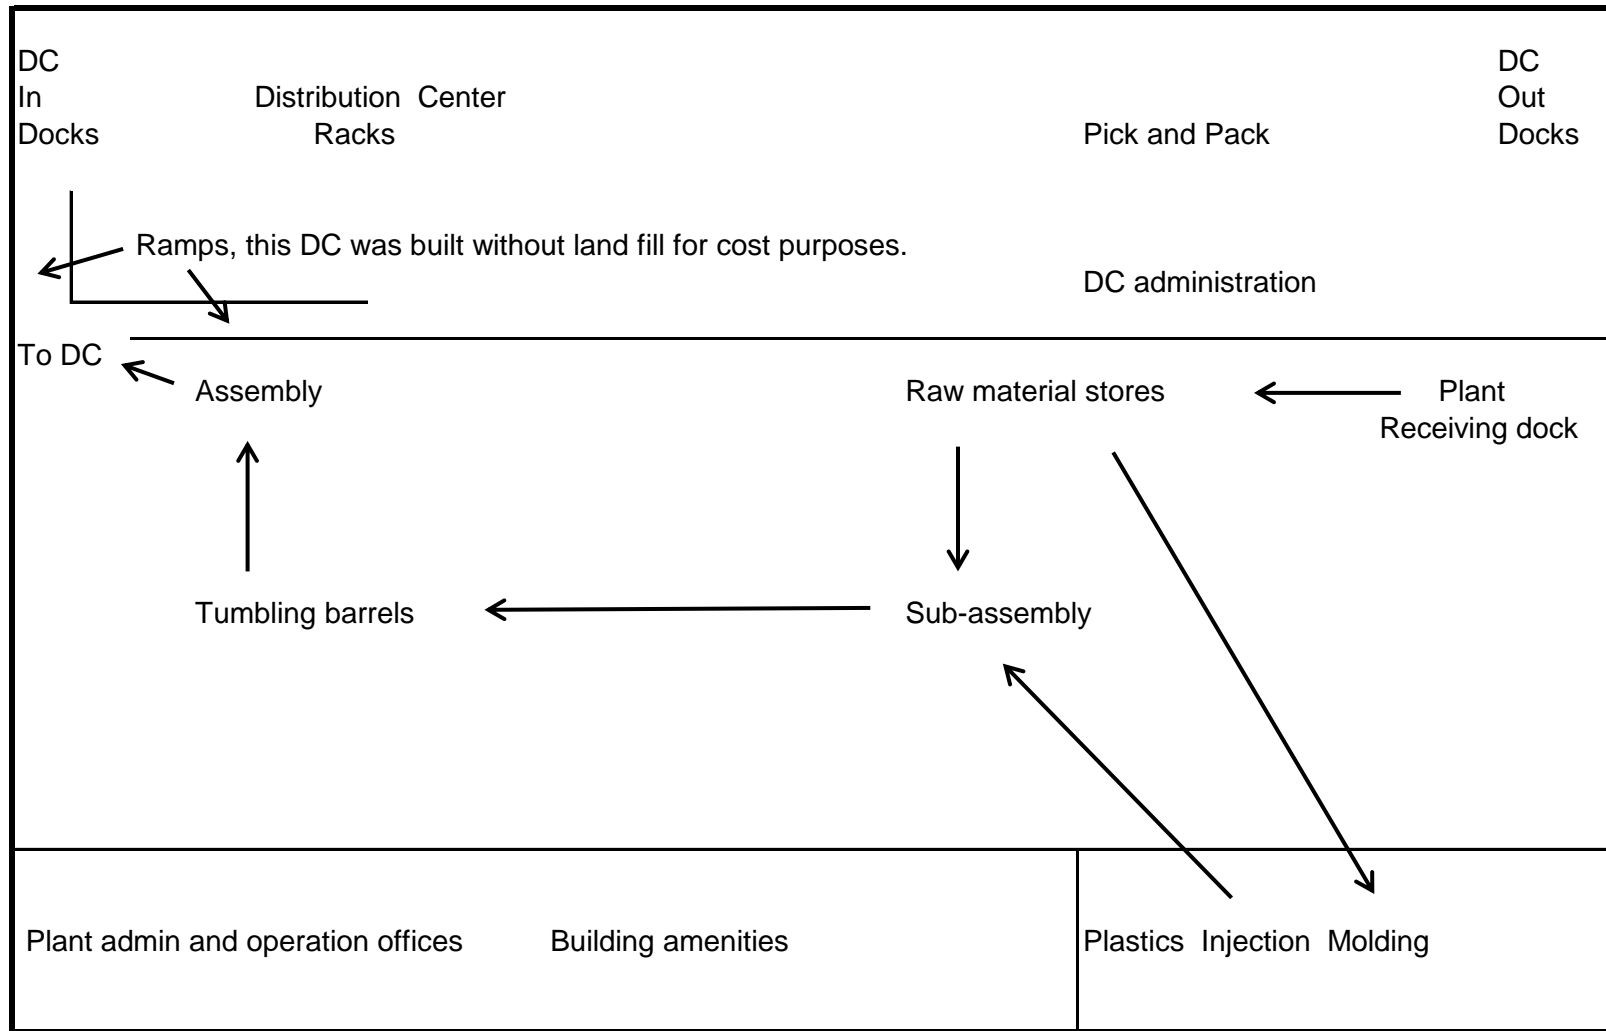 DC
In
Docks
Distribution  Center
Racks
Pick and Pack
DC
Out
Docks
Ramps, this DC was built without land fill for cost purposes.
DC administration
To DC
Assembly
Raw material stores
Plant
Receiving dock
Tumbling barrels
Sub-assembly
Plant admin and operation offices
Building amenities
Plastics  Injection  Molding